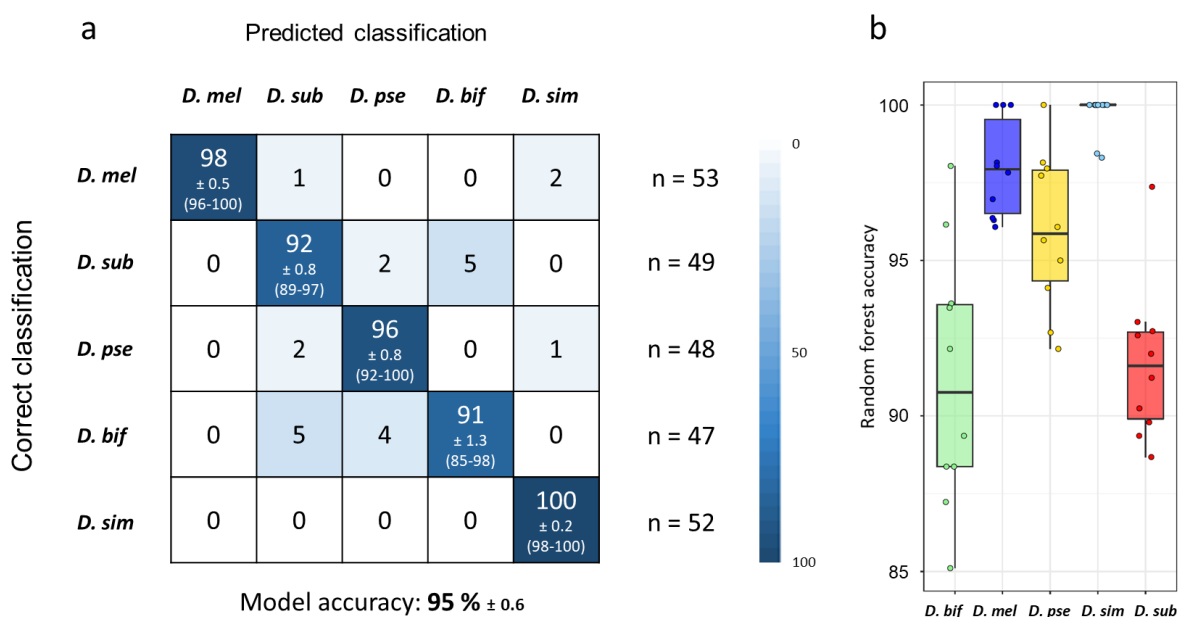 a
Predicted classification
D. mel D. sub D. pse D. bif D. sim
Correct classification
D. mel 98 ± 0.5 (96-100) 1 0 0 2 n = 53
D. sub 0 92 ± 0.8 (89-97) 2 5 0 n = 49
D. pse 0 2 96 ± 0.8 (92-100) 0 1 n = 48
D. bif 0 5 4 91 ± 1.3 (85-98) 0 n = 47
D. sim 0 0 0 0 100 ± 0.2 (98-100) n = 52
Model accuracy: 95 % ± 0.6
0
50
100
b
Random forest accuracy
100
95
90
85
D. bif D. mel D. pse D. sim D. sub